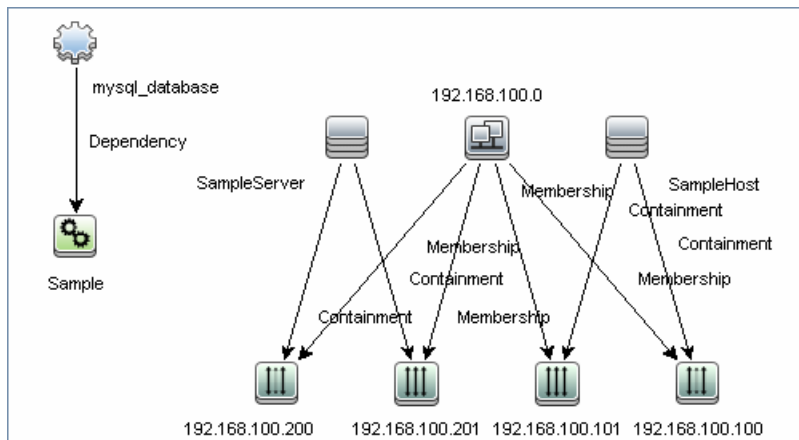 mysql_database
192.168.100.0
Dependency
SampleServer
Membership
SampleHost
Containment
Membership
Containment
Sample
Containment
Membership
Containment
Membership
192.168.100.200
192.168.100.201
192.168.100.101
192.168.100.100